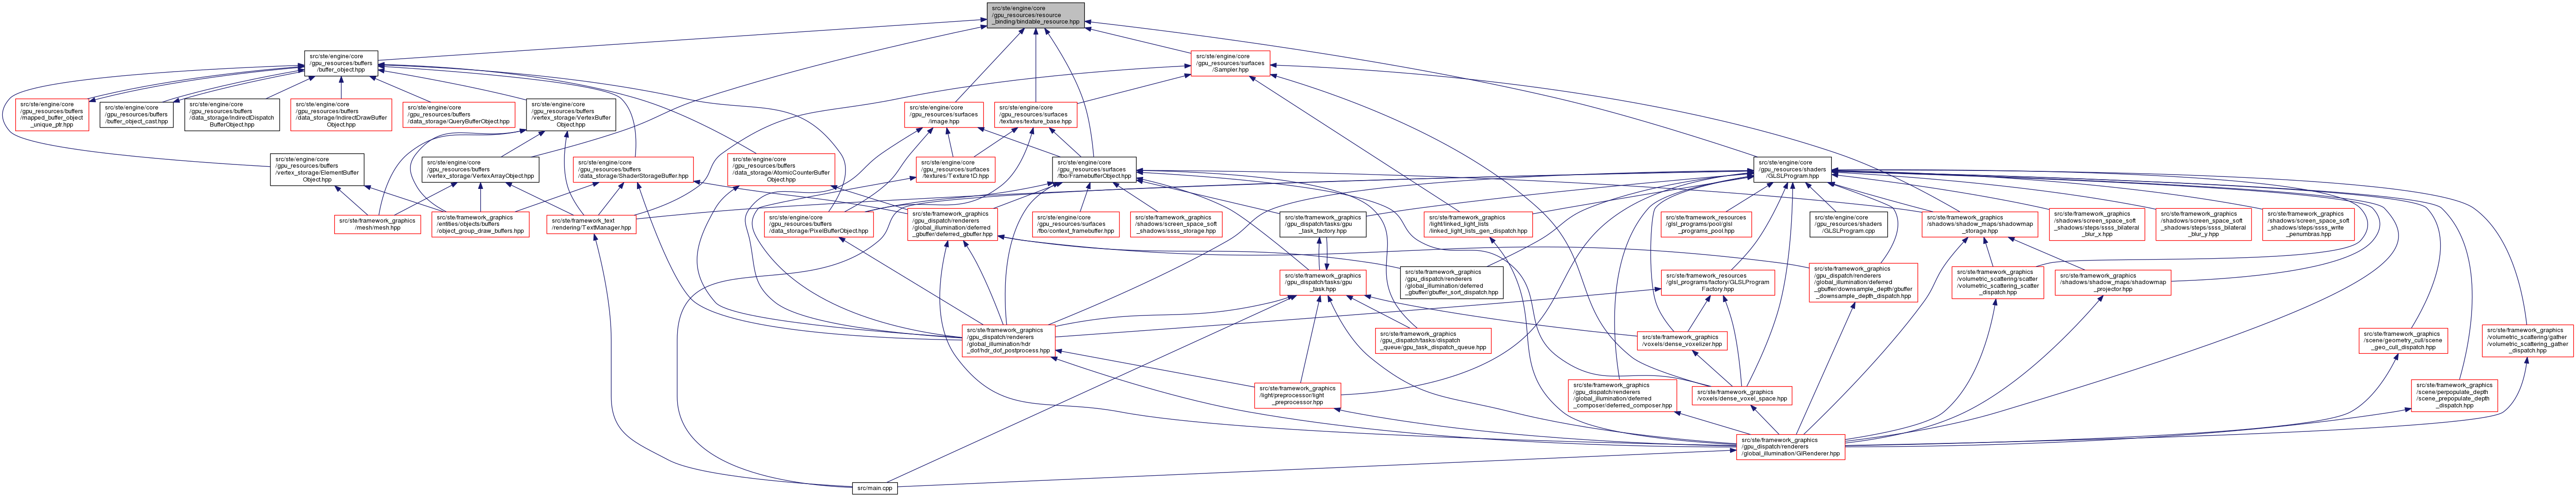 src/ste/engine/core
/gpu_resources/resource
_binding/bindable_resource.hpp
src/ste/engine/core
/gpu_resources/buffers
/buffer_object.hpp
src/ste/engine/core
/gpu_resources/surfaces
/Sampler.hpp
src/ste/engine/core
/gpu_resources/buffers
/mapped_buffer_object
_unique_ptr.hpp
src/ste/engine/core
/gpu_resources/buffers
/buffer_object_cast.hpp
src/ste/engine/core
/gpu_resources/buffers
/data_storage/IndirectDispatch
BufferObject.hpp
src/ste/engine/core
/gpu_resources/buffers
/data_storage/IndirectDrawBuffer
Object.hpp
src/ste/engine/core
/gpu_resources/buffers
/data_storage/QueryBufferObject.hpp
src/ste/engine/core
/gpu_resources/buffers
/vertex_storage/VertexBuffer
Object.hpp
src/ste/engine/core
/gpu_resources/surfaces
/image.hpp
src/ste/engine/core
/gpu_resources/surfaces
/textures/texture_base.hpp
src/ste/engine/core
/gpu_resources/buffers
/vertex_storage/ElementBuffer
Object.hpp
src/ste/engine/core
/gpu_resources/buffers
/vertex_storage/VertexArrayObject.hpp
src/ste/engine/core
/gpu_resources/buffers
/data_storage/ShaderStorageBuffer.hpp
src/ste/engine/core
/gpu_resources/buffers
/data_storage/AtomicCounterBuffer
Object.hpp
src/ste/engine/core
/gpu_resources/surfaces
/textures/Texture1D.hpp
src/ste/engine/core
/gpu_resources/surfaces
/fbo/FramebufferObject.hpp
src/ste/engine/core
/gpu_resources/shaders
/GLSLProgram.hpp
src/ste/framework_graphics
/mesh/mesh.hpp
src/ste/framework_graphics
/entities/objects/buffers
/object_group_draw_buffers.hpp
src/ste/framework_text
/rendering/TextManager.hpp
src/ste/engine/core
/gpu_resources/buffers
/data_storage/PixelBufferObject.hpp
src/ste/framework_graphics
/gpu_dispatch/renderers
/global_illumination/deferred
_gbuffer/deferred_gbuffer.hpp
src/ste/engine/core
/gpu_resources/surfaces
/fbo/context_framebuffer.hpp
src/ste/framework_graphics
/shadows/screen_space_soft
_shadows/ssss_storage.hpp
src/ste/framework_graphics
/gpu_dispatch/tasks/gpu
_task_factory.hpp
src/ste/framework_graphics
/light/linked_light_lists
/linked_light_lists_gen_dispatch.hpp
src/ste/framework_resources
/glsl_programs/pool/glsl
_programs_pool.hpp
src/ste/engine/core
/gpu_resources/shaders
/GLSLProgram.cpp
src/ste/framework_graphics
/shadows/shadow_maps/shadowmap
_storage.hpp
src/ste/framework_graphics
/shadows/screen_space_soft
_shadows/steps/ssss_bilateral
_blur_x.hpp
src/ste/framework_graphics
/shadows/screen_space_soft
_shadows/steps/ssss_bilateral
_blur_y.hpp
src/ste/framework_graphics
/shadows/screen_space_soft
_shadows/steps/ssss_write
_penumbras.hpp
src/ste/framework_graphics
/gpu_dispatch/tasks/gpu
_task.hpp
src/ste/framework_graphics
/gpu_dispatch/renderers
/global_illumination/deferred
_gbuffer/gbuffer_sort_dispatch.hpp
src/ste/framework_resources
/glsl_programs/factory/GLSLProgram
Factory.hpp
src/ste/framework_graphics
/gpu_dispatch/renderers
/global_illumination/deferred
_gbuffer/downsample_depth/gbuffer
_downsample_depth_dispatch.hpp
src/ste/framework_graphics
/volumetric_scattering/scatter
/volumetric_scattering_scatter
_dispatch.hpp
src/ste/framework_graphics
/shadows/shadow_maps/shadowmap
_projector.hpp
src/ste/framework_graphics
/gpu_dispatch/renderers
/global_illumination/hdr
_dof/hdr_dof_postprocess.hpp
src/ste/framework_graphics
/gpu_dispatch/tasks/dispatch
_queue/gpu_task_dispatch_queue.hpp
src/ste/framework_graphics
/voxels/dense_voxelizer.hpp
src/ste/framework_graphics
/scene/geometry_cull/scene
_geo_cull_dispatch.hpp
src/ste/framework_graphics
/volumetric_scattering/gather
/volumetric_scattering_gather
_dispatch.hpp
src/ste/framework_graphics
/light/preprocessor/light
_preprocessor.hpp
src/ste/framework_graphics
/gpu_dispatch/renderers
/global_illumination/deferred
_composer/deferred_composer.hpp
src/ste/framework_graphics
/voxels/dense_voxel_space.hpp
src/ste/framework_graphics
/scene/perpopulate_depth
/scene_prepopulate_depth
_dispatch.hpp
src/ste/framework_graphics
/gpu_dispatch/renderers
/global_illumination/GIRenderer.hpp
src/main.cpp